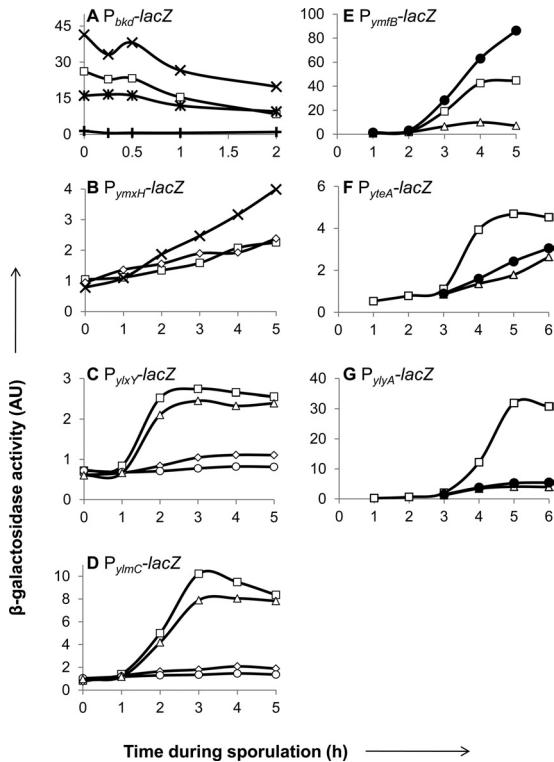 β-galactosidase activity (AU)
A P_bkd-lacZ
45
30
15
0
0 0.5 1 1.5 2
B P_ymxH-lacZ
4
3
2
1
0
0 1 2 3 4 5
C P_ylxY-lacZ
3
2
1
0
0 1 2 3 4 5
D P_ylmC-lacZ
10
8
6
4
2
0
0 1 2 3 4 5
E P_ymfB-lacZ
100
80
60
40
20
0
0 1 2 3 4 5
F P_yteA-lacZ
6
4
2
0
0 1 2 3 4 5 6
G P_ylyA-lacZ
40
30
20
10
0
0 1 2 3 4 5 6
Time during sporulation (h)